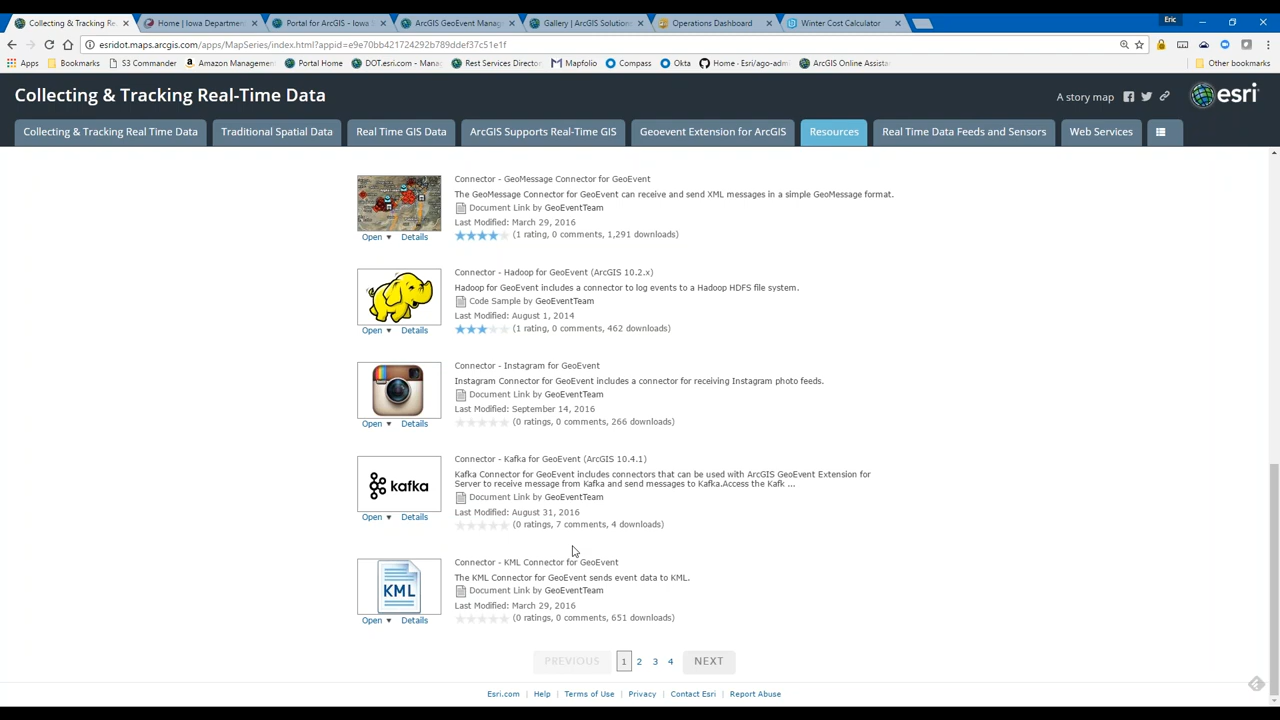 Collecting & Tracking Re
Home | Iowa Departmen
Portal for ArcGIS - Iowa
ArcGIS GeoEvent Manag
Gallery | ArcGIS Solution
Operations Dashboard
Winter Cost Calculator
Eric
esridot.maps.arcgis.com/apps/MapSeries/index.html?appid=e9e70bb421724292b789ddef37c51e1f
Apps
Bookmarks
S3 Commander
Amazon Managemen
Portal Home
DOT.esri.com - Mana
Rest Services Director
Mapfolio
Compass
Okta
Home - Esri/ago-adm
ArcGIS Online Assista
Other bookmarks
Collecting & Tracking Real-Time Data
A story map
esri
Collecting & Tracking Real Time Data
Traditional Spatial Data
Real Time GIS Data
ArcGIS Supports Real-Time GIS
Geoevent Extension for ArcGIS
Resources
Real Time Data Feeds and Sensors
Web Services
Connector - GeoMessage Connector for GeoEvent
The GeoMessage Connector for GeoEvent can receive and send XML messages in a simple GeoMessage format.
Document Link by GeoEventTeam
Last Modified: March 29, 2016
(1 rating, 0 comments, 1,291 downloads)
Open Details
Connector - Hadoop for GeoEvent (ArcGIS 10.2.x)
Hadoop for GeoEvent includes a connector to log events to a Hadoop HDFS file system.
Code Sample by GeoEventTeam
Last Modified: August 1, 2014
(1 rating, 0 comments, 462 downloads)
Open Details
Connector - Instagram for GeoEvent
Instagram Connector for GeoEvent includes a connector for receiving Instagram photo feeds.
Document Link by GeoEventTeam
Last Modified: September 14, 2016
(0 ratings, 0 comments, 266 downloads)
Open Details
Connector - Kafka for GeoEvent (ArcGIS 10.4.1)
Kafka Connector for GeoEvent includes connectors that can be used with ArcGIS GeoEvent Extension for
Server to receive message from Kafka and send messages to Kafka.Access the Kafk ...
kafka
Document Link by GeoEventTeam
Last Modified: August 31, 2016
(0 ratings, 7 comments, 4 downloads)
Open Details
Connector - KML Connector for GeoEvent
The KML Connector for GeoEvent sends event data to KML.
KML
Document Link by GeoEventTeam
Last Modified: March 29, 2016
(0 ratings, 0 comments, 651 downloads)
Open Details
PREVIOUS 1 2 3 4 NEXT
Esri.com | Help | Terms of Use | Privacy | Contact Esri | Report Abuse